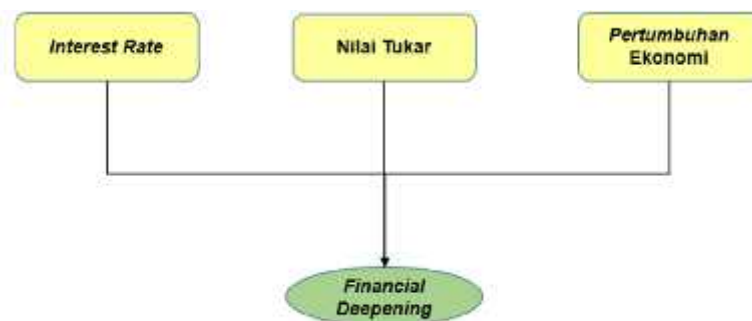 Interest Rate
Nilai Tukar
Pertumbuhan
Ekonomi
Financial
Deepening